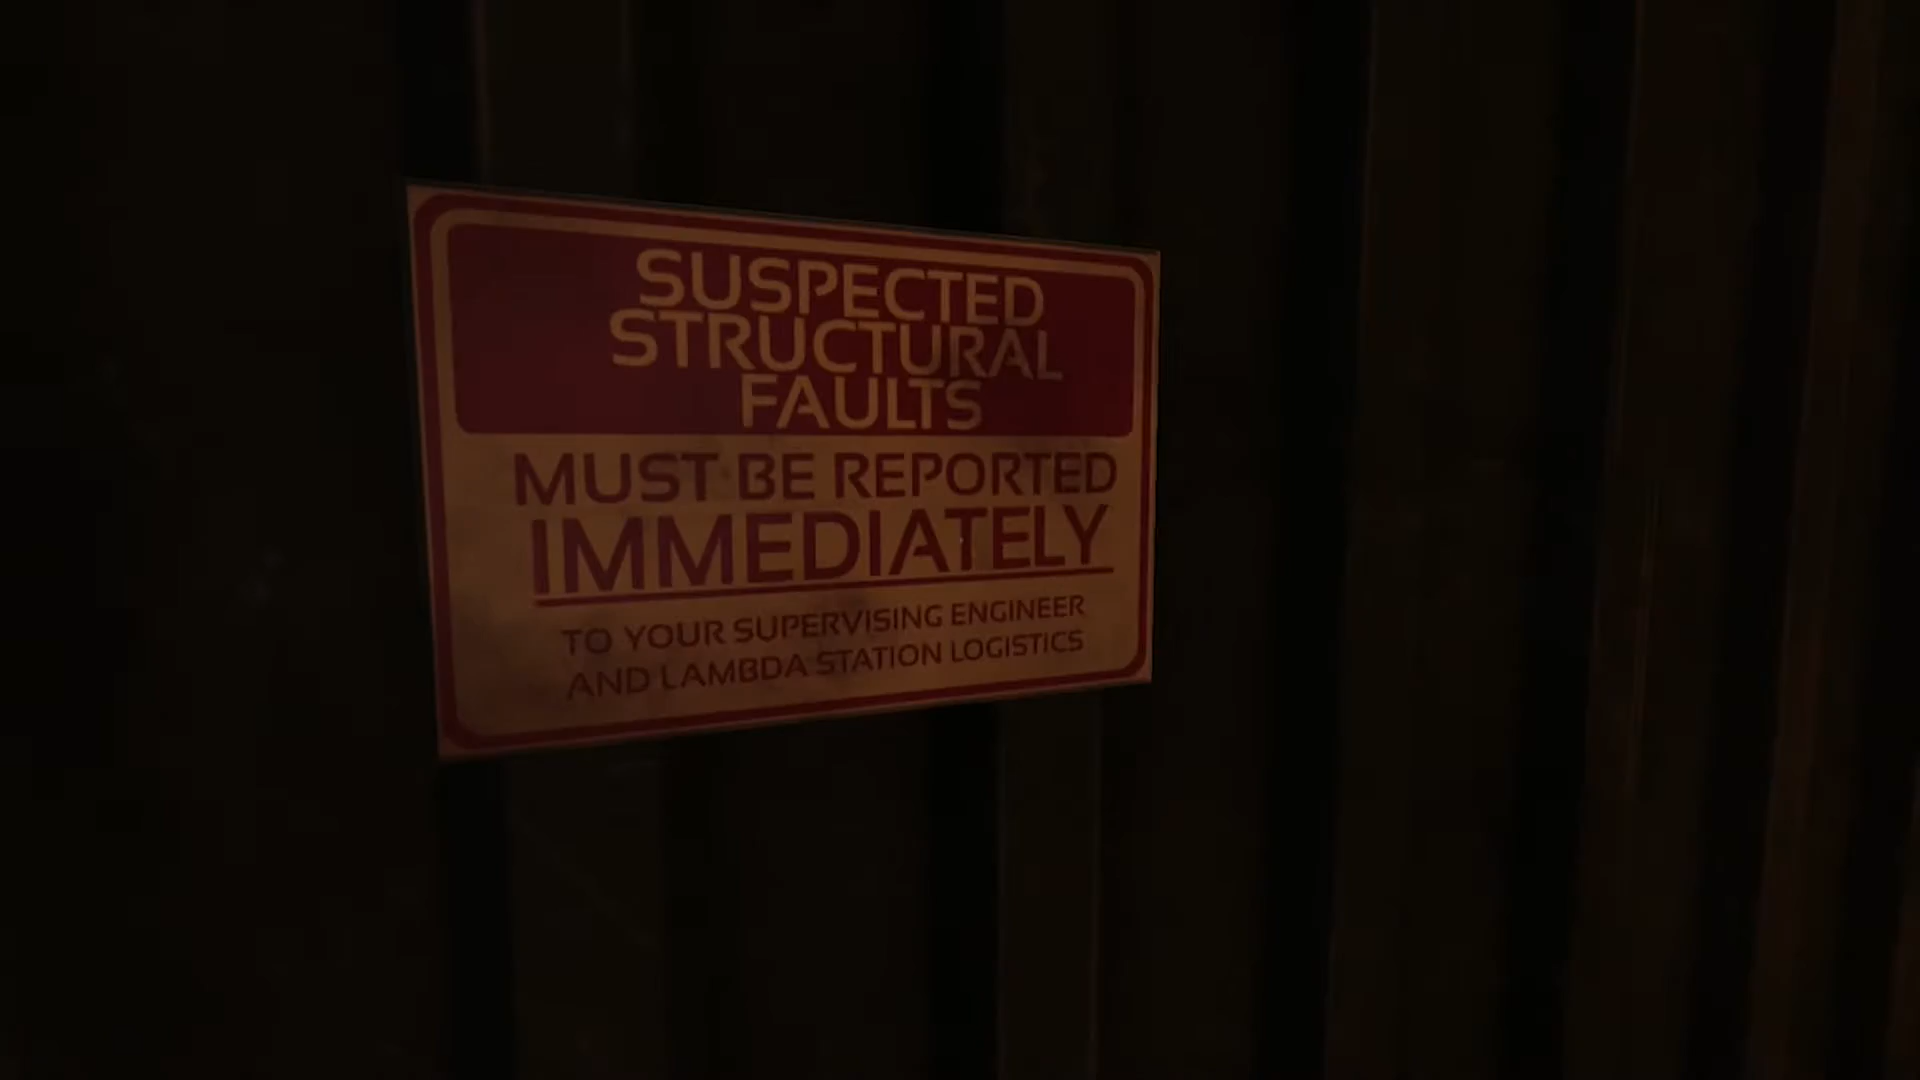 SUSPECTED
STRUCTURAL
FAULTS
MUST BE REPORTED
IMMEDIATELY
TO YOUR SUPERVISING ENGINEER
AND LAMBDA STATION LOGISTICS